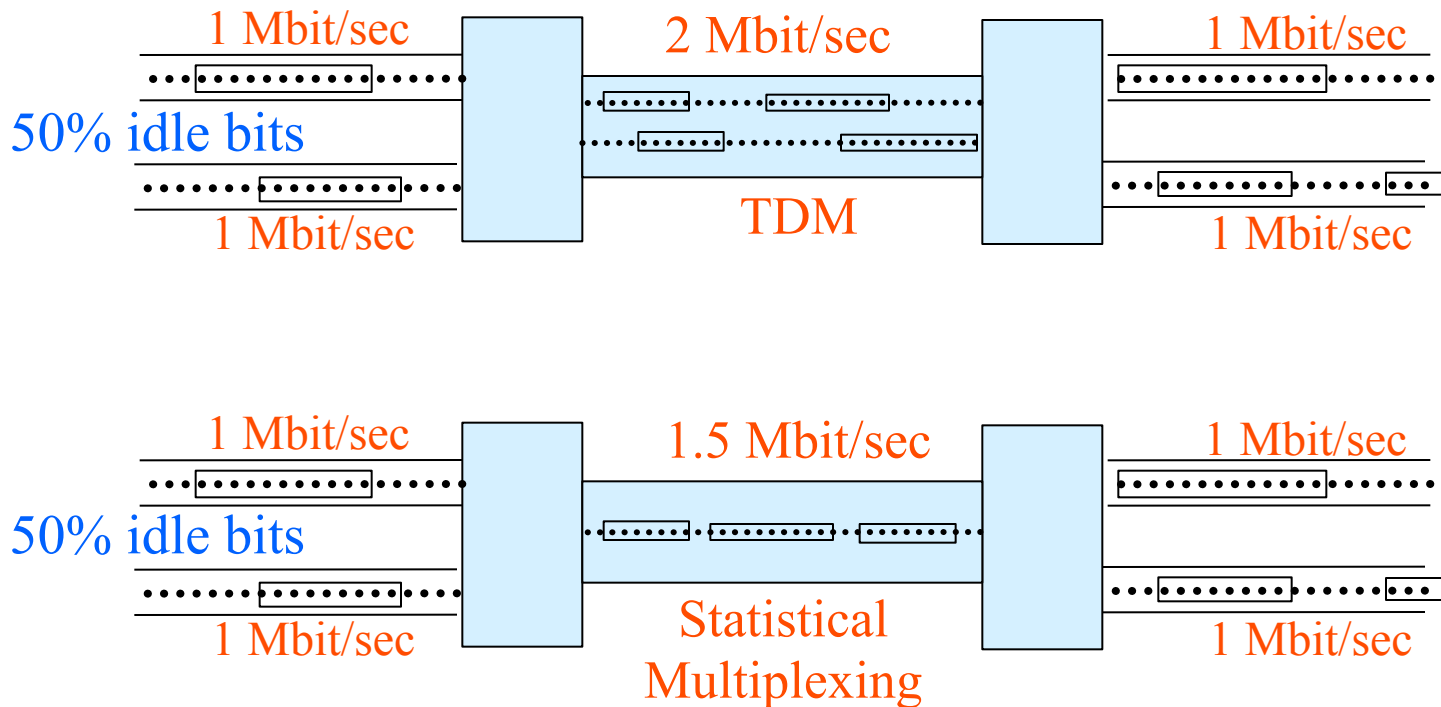 1 Mbit/sec
2 Mbit/sec
1 Mbit/sec
50% idle bits
1 Mbit/sec
TDM
1 Mbit/sec
1 Mbit/sec
1.5 Mbit/sec
1 Mbit/sec
50% idle bits
1 Mbit/sec
Statistical
Multiplexing
1 Mbit/sec